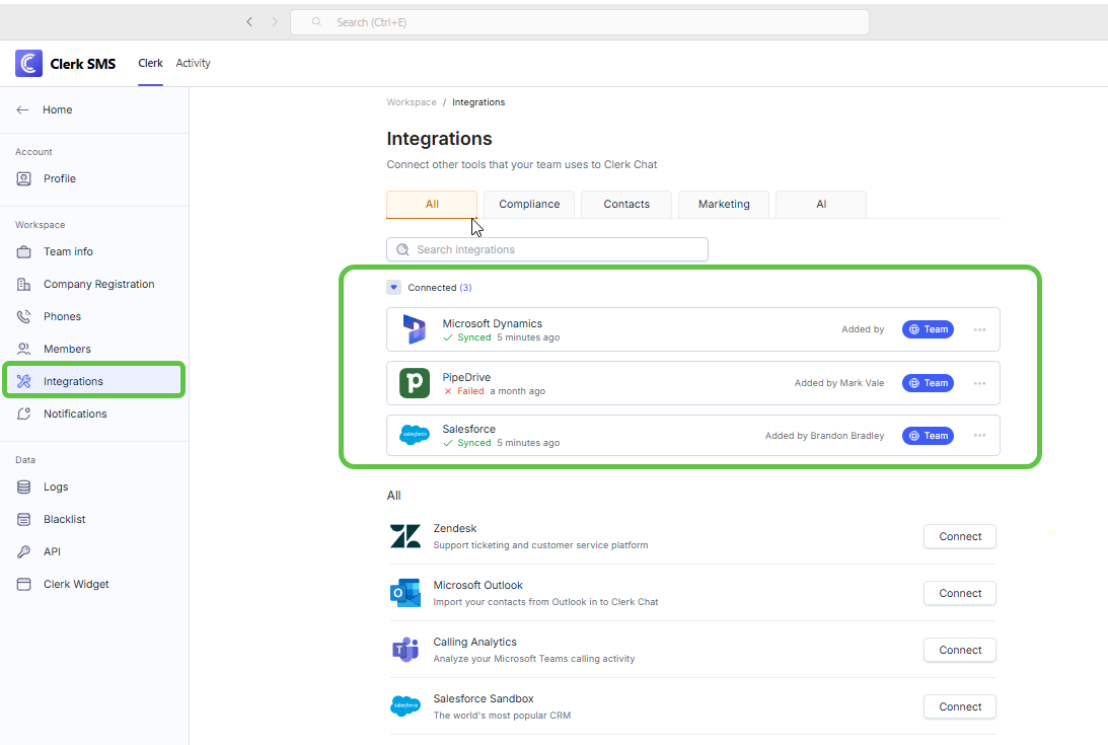 Search (Ctrl+E)
Clerk SMS Clerk Activity
Home
Account
Profile
Workspace
Team info
Company Registration
Phones
Members
Integrations
Notifications
Data
Logs
Blacklist
API
Clerk Widget
Workspace / Integrations
Integrations
Connect other tools that your team uses to Clerk Chat
All Compliance Contacts Marketing AI
Search integrations
Connected (3)
Microsoft Dynamics
Synced 5 minutes ago
Added by Team
PipeDrive
Failed a month ago
Added by Mark Vale Team
Salesforce
Synced 5 minutes ago
Added by Brandon Bradley Team
All
Zendesk
Support ticketing and customer service platform
Connect
Microsoft Outlook
Import your contacts from Outlook in to Clerk Chat
Connect
Calling Analytics
Analyze your Microsoft Teams calling activity
Connect
Salesforce Sandbox
The world's most popular CRM
Connect